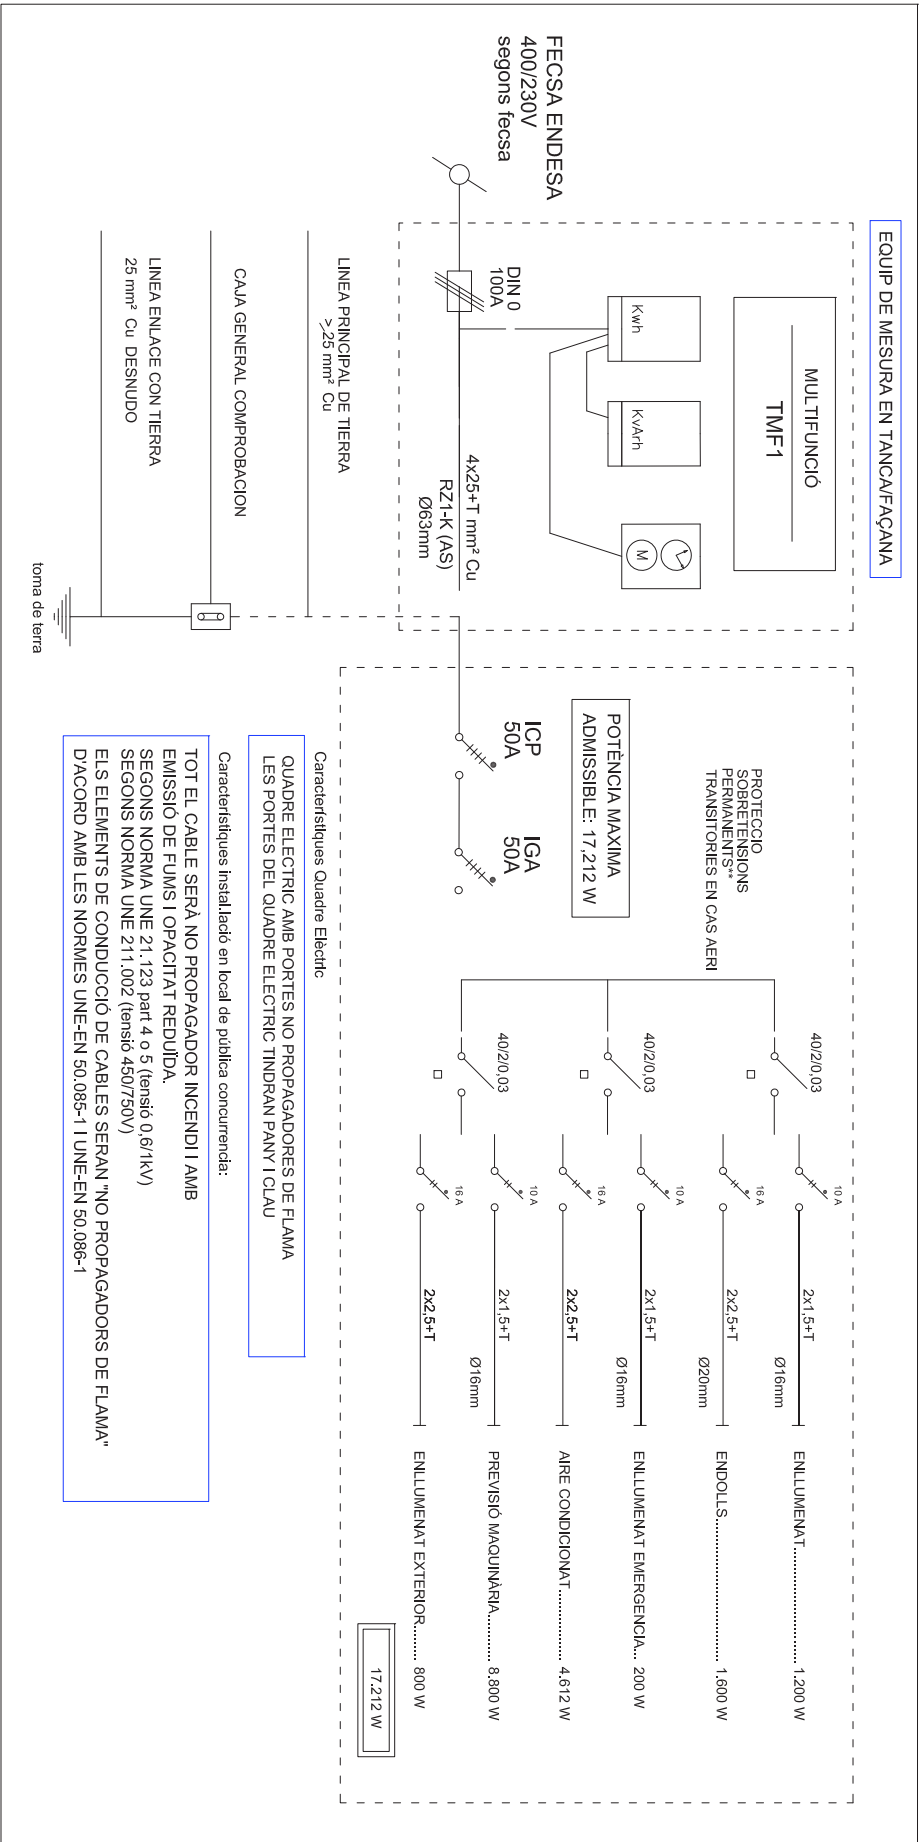 EQUIP DE MESURA EN TANCA/FAÇANA
FECSA ENDESA
400/230V
segons fecsa
MULTIFUNCIÓ
TMF1
Kwh
KvArh
M
DIN 0
100A
4x25+T mm² Cu
RZ1-K (AS)
Ø63mm
LINEA PRINCIPAL DE TIERRA
>25 mm² Cu
CAJA GENERAL COMPROBACION
LINEA ENLACE CON TIERRA
25 mm² Cu DESNUDO
toma de terra
PROTECCIO
SOBRETENSIONS
PERMANENTS**
TRANSITORIES EN CAS AERI
POTÈNCIA MAXIMA
ADMISSIBLE: 17,212 W
ICP
50A
IGA
50A
40/2/0,03
10 A
2x1,5+T
Ø16mm
ENLLUMENAT.................. 1.200 W
16 A
2x2,5+T
Ø20mm
ENDOLLS........................ 1.600 W
40/2/0,03
10 A
2x1,5+T
Ø16mm
ENLLUMENAT EMERGENCIA... 200 W
16 A
2x2,5+T
AIRE CONDICIONAT............ 4.612 W
40/2/0,03
10 A
2x1,5+T
Ø16mm
PREVISIÓ MAQUINÀRIA......... 8.800 W
16 A
2x2,5+T
ENLLUMENAT EXTERIOR....... 800 W
17.212 W
Característiques Quadre Elèctric
QUADRE ELECTRIC AMB PORTES NO PROPAGADORES DE FLAMA
LES PORTES DEL QUADRE ELECTRIC TINDRAN PANY I CLAU
Característiques instal.lació en local de pública concurrencia:
TOT EL CABLE SERÀ NO PROPAGADOR INCENDI I AMB
EMISSIÓ DE FUMS I OPACITAT REDUÏDA.
SEGONS NORMA UNE 21.123 part 4 o 5 (tensió 0,6/1kV)
SEGONS NORMA UNE 211.002 (tensió 450/750V)
ELS ELEMENTS DE CONDUCCIÓ DE CABLES SERAN "NO PROPAGADORS DE FLAMA"
D'ACORD AMB LES NORMES UNE-EN 50.085-1 I UNE-EN 50.086-1